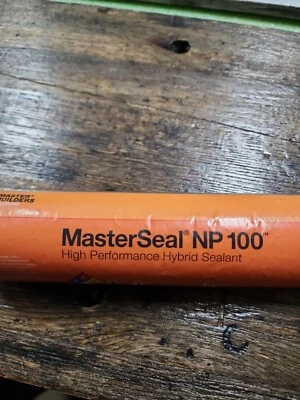 MASTER®
BUILDERS
MasterSeal® NP 100™
High Performance Hybrid Sealant
C